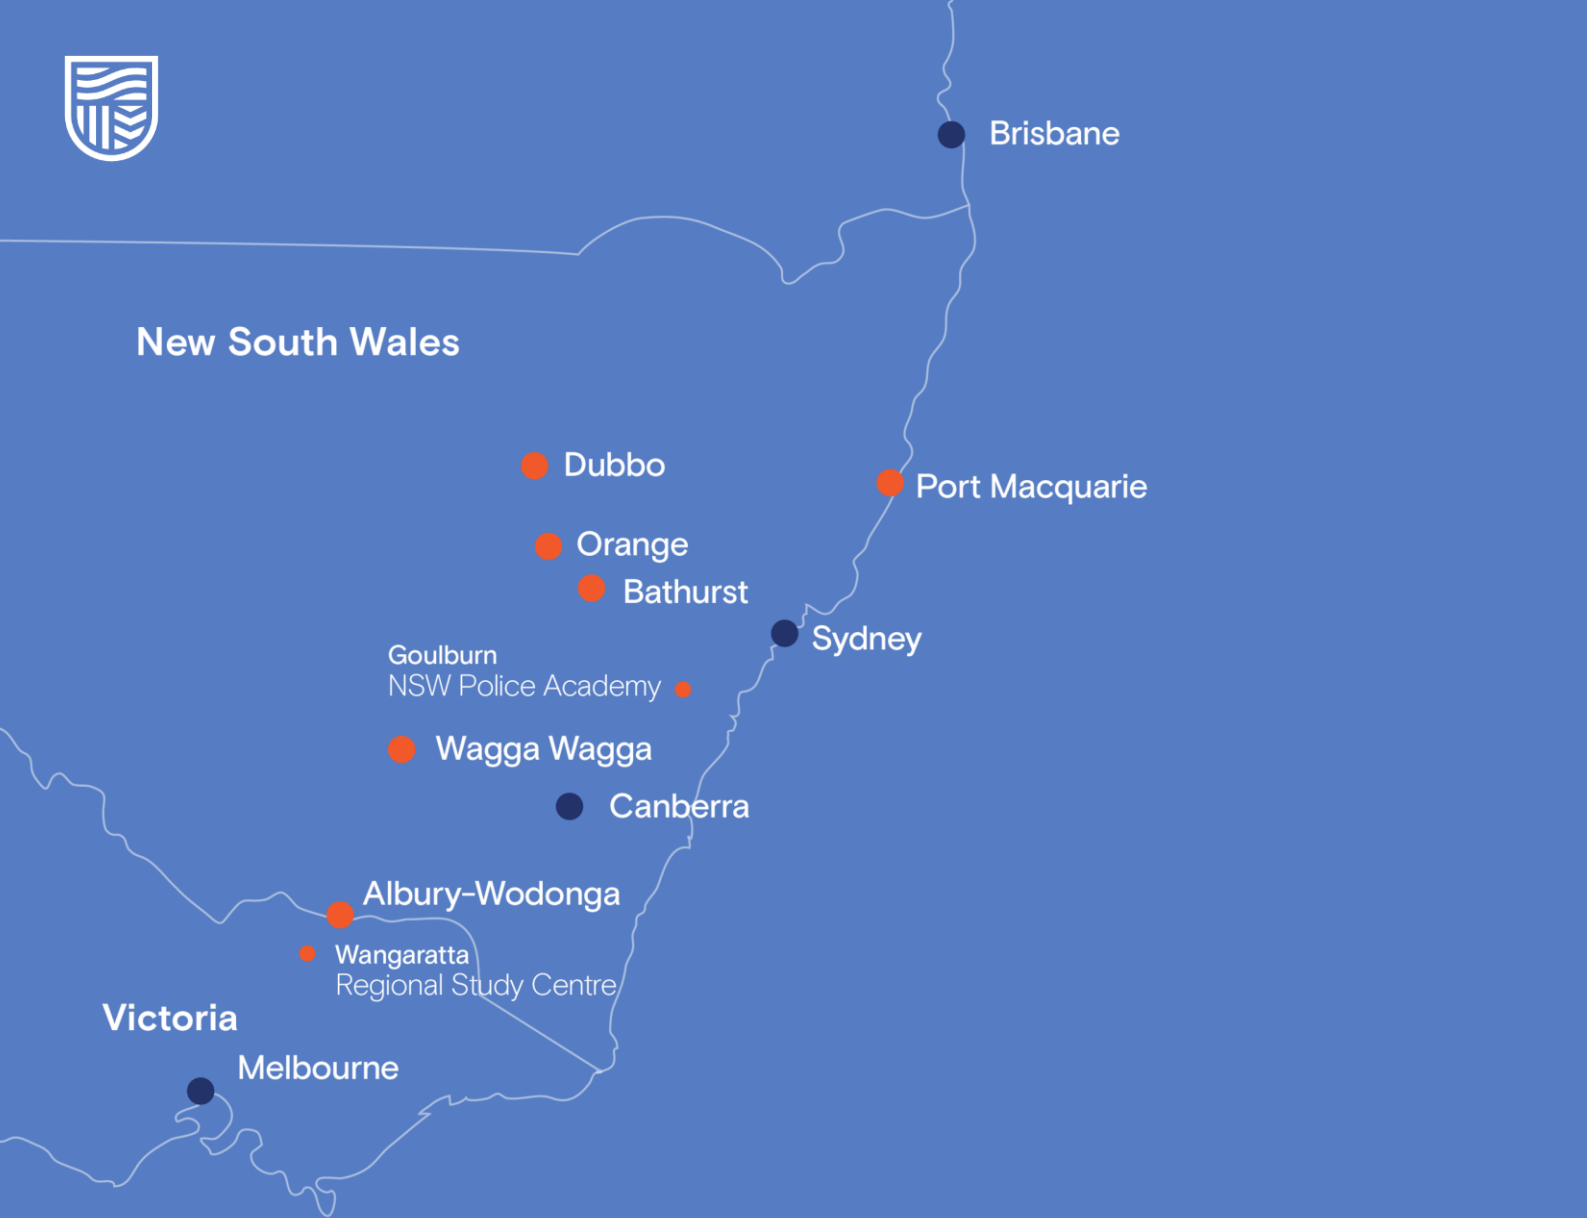 Brisbane
New South Wales
Dubbo
Port Macquarie
Orange
Bathurst
Sydney
Goulburn
NSW Police Academy
Wagga Wagga
Canberra
Albury-Wodonga
Wangaratta
Regional Study Centre
Victoria
Melbourne